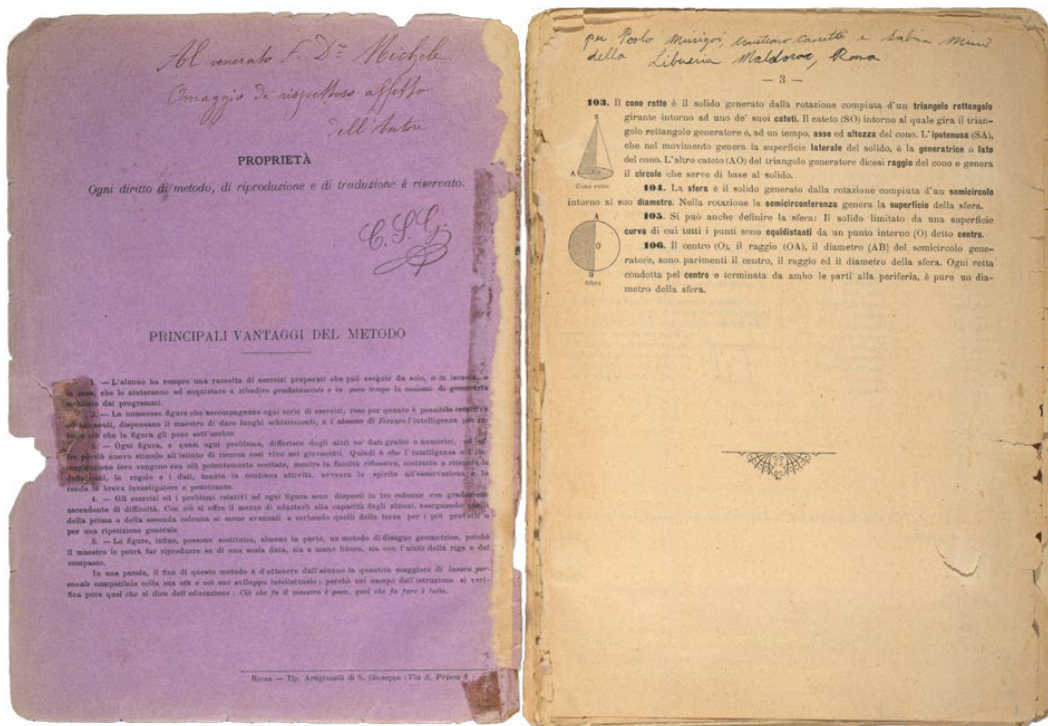 Al venerato F. D.r Michele
Omaggio di rispettoso affetto
dell'Autore
PROPRIETÀ
Ogni diritto di metodo, di riproduzione e di traduzione è riservato.
C. S. G.
PRINCIPALI VANTAGGI DEL METODO
1. — L'alunno ha sempre una raccolta di esercizi preparati che può eseguir da solo, o in iscuola, o
in casa, che lo aiuteranno ad acquistare e ribadire gradatamente e in poco tempo le nozioni di geometria
richieste dai programmi.
2. — Le numerose figure che accompagnano ogni serie di esercizi, rese per quanto è possibile intuitive
ed attraenti, dispensano il maestro di dare lunghi schiarimenti, e l'alunno di forzare l'intelligenza per
ciò che la figura gli pone sott'occhio.
— Ogni figura, e quasi ogni problema, differisce dagli altri ne' dati grafici o numerici, ed
perciò nuovo stimolo all'istinto di ricerca così vivo nei giovanetti. Quindi è che l'intelligenza e
loro vengono con ciò potentemente eccitate, mentre la facoltà riflessiva, costretta a ritenere le
definizioni, le regole e i dati, tenuta in continua attività, avvezza lo spirito all'osservazione e lo
rende in breve investigatore e penetrante.
4. — Gli esercizi ed i problemi relativi ad ogni figura sono disposti in tre colonne con gradazione
ascendente di difficoltà. Con ciò si offre il mezzo di adattarli alla capacità degli alunni, assegnando quelli
della prima o della seconda colonna ai meno avanzati e serbando quelli della terza per i più provetti o
per una ripetizione generale.
5. — Le figure, infine, possono sostituire, almeno in parte, un metodo di disegno geometrico, poichè
il maestro le potrà far riprodurre su di una scala data, sia a mano libera, sia con l'aiuto della riga e del
compasso.
In una parola, il fine di questo metodo è d'ottenere dall'alunno la quantità maggiore di lavoro per-
sonale compatibile colla sua età e col suo sviluppo intellettuale; perchè nel campo dell'istruzione si veri-
fica pure quel che si dice dell'educazione: Ciò che fa il maestro è poco, quel che fa fare è tutto.
Roma — Tip. Artigianelli di S. Giuseppe (Via S. Prisca 8.)
per Paolo Missigoi, cristiano cassette e Sabina Minù
della Libreria Maldoror, Roma
— 3 —
103. Il cono retto è il solido generato dalla rotazione compiuta d'un triangolo rettangolo
girante intorno ad uno de' suoi cateti. Il cateto (SO) intorno al quale gira il trian-
golo rettangolo generatore è, ad un tempo, asse ed altezza del cono. L'ipotenusa (SA),
che nel movimento genera la superficie laterale del solido, è la generatrice o lato
del cono. L'altro cateto (AO) del triangolo generatore dicesi raggio del cono e genera
il circolo che serve di base al solido.
S
A
Cono retto
104. La sfera è il solido generato dalla rotazione compiuta d'un semicircolo
intorno al suo diametro. Nella rotazione la semicirconferenza genera la superficie della sfera.
105. Si può anche definire la sfera: Il solido limitato da una superficie
curva di cui tutti i punti sono equidistanti da un punto interno (O) detto centro.
106. Il centro (O), il raggio (OA), il diametro (AB) del semicircolo gene-
ratore, sono parimenti il centro, il raggio ed il diametro della sfera. Ogni retta
condotta pel centro e terminata da ambo le parti alla periferia, è pure un dia-
metro della sfera.
A
O
B
Sfera